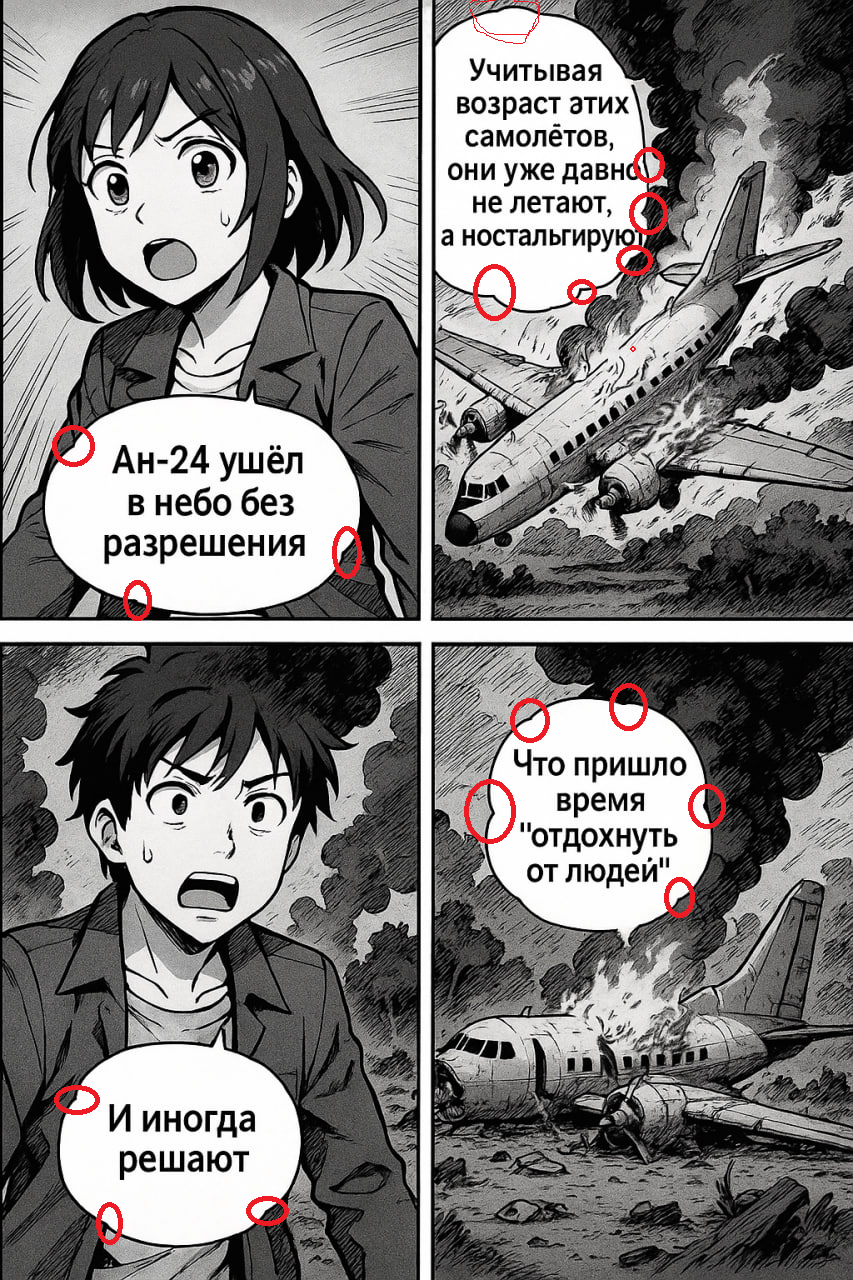 Ан-24 ушёл
в небо без
разрешения
Учитывая
возраст этих
самолётов,
они уже давно
не летают,
а ностальгируют
И иногда
решают
Что пришло
время
"отдохнуть
от людей"